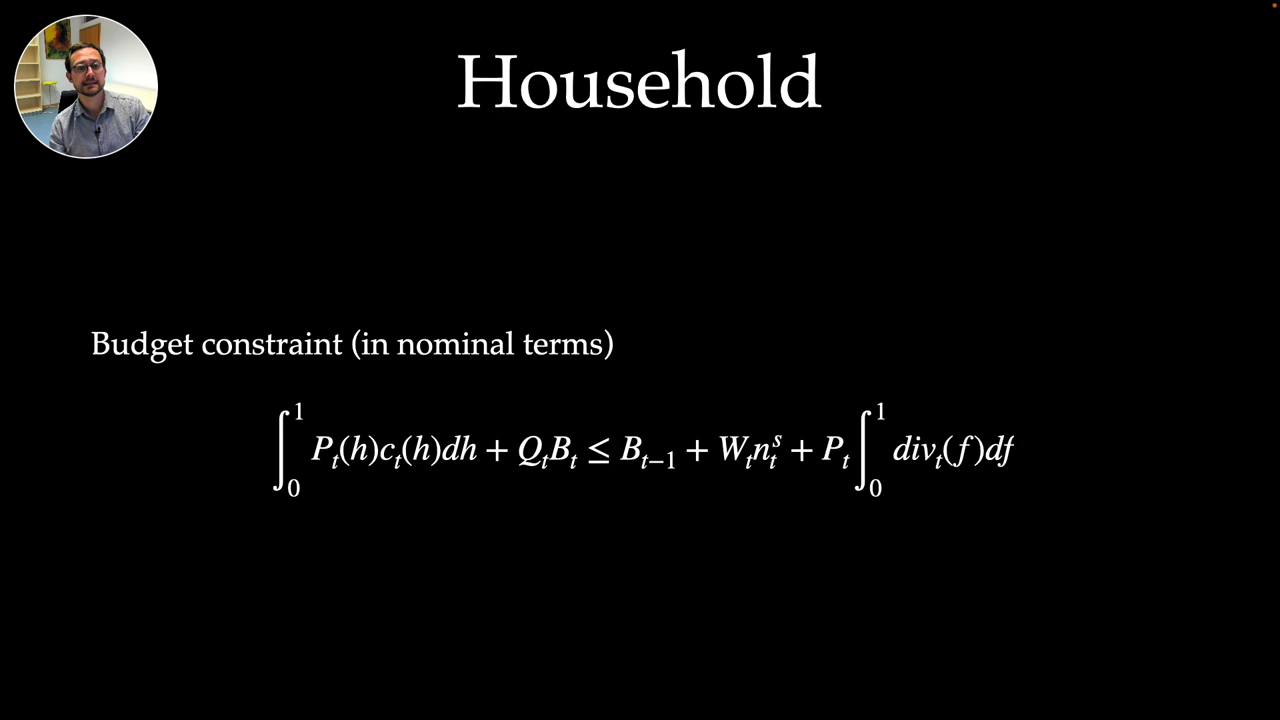 Household
Budget constraint (in nominal terms)
∫₀¹ Pₜ(h)cₜ(h)dh + QₜBₜ ≤ Bₜ₋₁ + Wₜnₜˢ + Pₜ ∫₀¹ divₜ(f)df